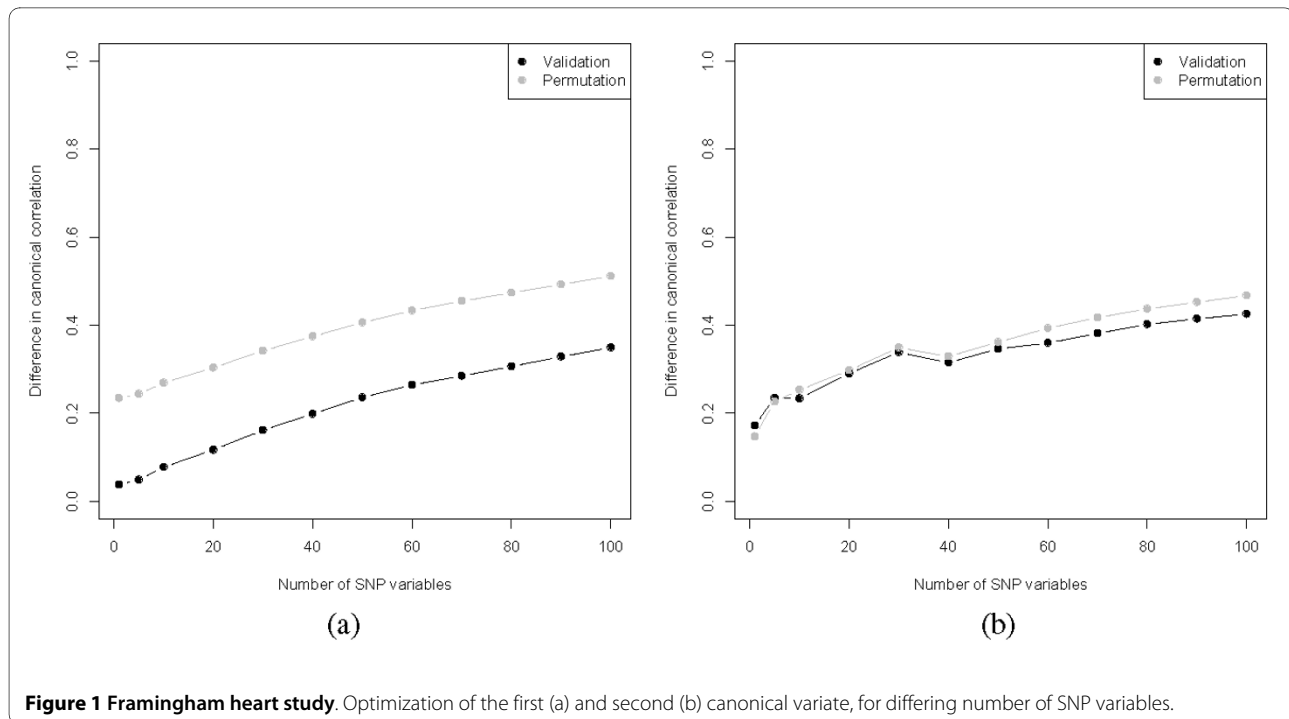 Validation
Permutation
1.0
0.8
0.6
0.4
0.2
0.0
Difference in canonical correlation
0 20 40 60 80 100
Number of SNP variables
(a)
Validation
Permutation
1.0
0.8
0.6
0.4
0.2
0.0
Difference in canonical correlation
0 20 40 60 80 100
Number of SNP variables
(b)
Figure 1 Framingham heart study. Optimization of the first (a) and second (b) canonical variate, for differing number of SNP variables.